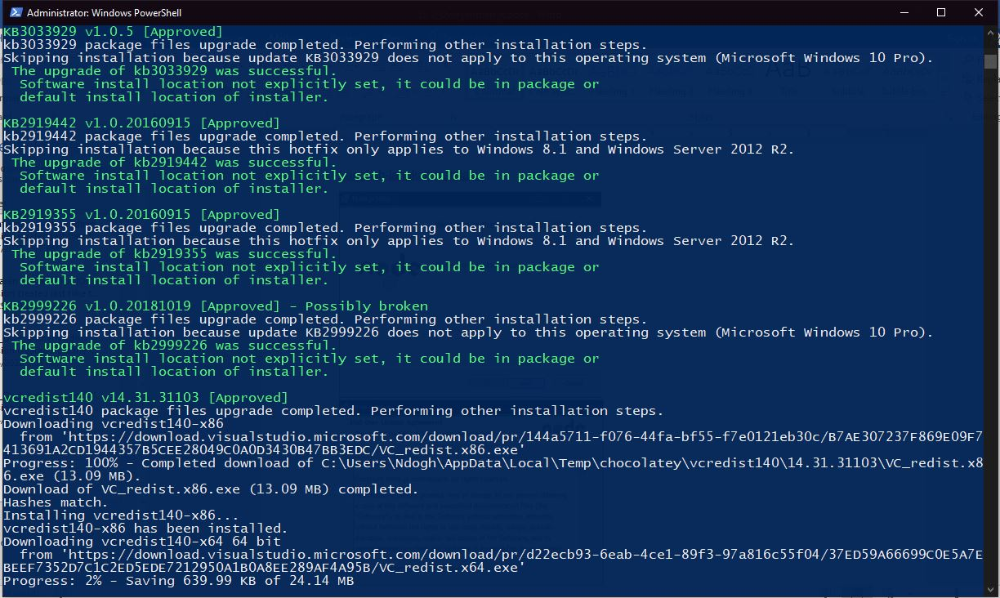 Administrator: Windows PowerShell
KB3033929 v1.0.5 [Approved]
kb3033929 package files upgrade completed. Performing other installation steps.
Skipping installation because update KB3033929 does not apply to this operating system (Microsoft Windows 10 Pro).
The upgrade of kb3033929 was successful.
Software install location not explicitly set, it could be in package or
default install location of installer.
KB2919442 v1.0.20160915 [Approved]
kb2919442 package files upgrade completed. Performing other installation steps.
Skipping installation because this hotfix only applies to Windows 8.1 and Windows Server 2012 R2.
The upgrade of kb2919442 was successful.
Software install location not explicitly set, it could be in package or
default install location of installer.
KB2919355 v1.0.20160915 [Approved]
kb2919355 package files upgrade completed. Performing other installation steps.
Skipping installation because this hotfix only applies to Windows 8.1 and Windows Server 2012 R2.
The upgrade of kb2919355 was successful.
Software install location not explicitly set, it could be in package or
default install location of installer.
KB2999226 v1.0.20181019 [Approved] - Possibly broken
kb2999226 package files upgrade completed. Performing other installation steps.
Skipping installation because update KB2999226 does not apply to this operating system (Microsoft Windows 10 Pro).
The upgrade of kb2999226 was successful.
Software install location not explicitly set, it could be in package or
default install location of installer.
vcredist140 v14.31.31103 [Approved]
vcredist140 package files upgrade completed. Performing other installation steps.
Downloading vcredist140-x86
from 'https://download.visualstudio.microsoft.com/download/pr/144a5711-f076-44fa-bf55-f7e0121eb30c/B7AE307237F869E09F7
413691A2CD1944357B5CEE28049C0A0D3430B47BB3EDC/VC_redist.x86.exe'
Progress: 100% - Completed download of C:\Users\Ndogh\AppData\Local\Temp\chocolatey\vcredist140\14.31.31103\VC_redist.x8
6.exe (13.09 MB).
Download of VC_redist.x86.exe (13.09 MB) completed.
Hashes match.
Installing vcredist140-x86...
vcredist140-x86 has been installed.
Downloading vcredist140-x64 64 bit
from 'https://download.visualstudio.microsoft.com/download/pr/d22ecb93-6eab-4ce1-89f3-97a816c55f04/37ED59A66699C0E5A7E
BEEF7352D7C1C2ED5EDE7212950A1B0A8EE289AF4A95B/VC_redist.x64.exe'
Progress: 2% - Saving 639.99 KB of 24.14 MB